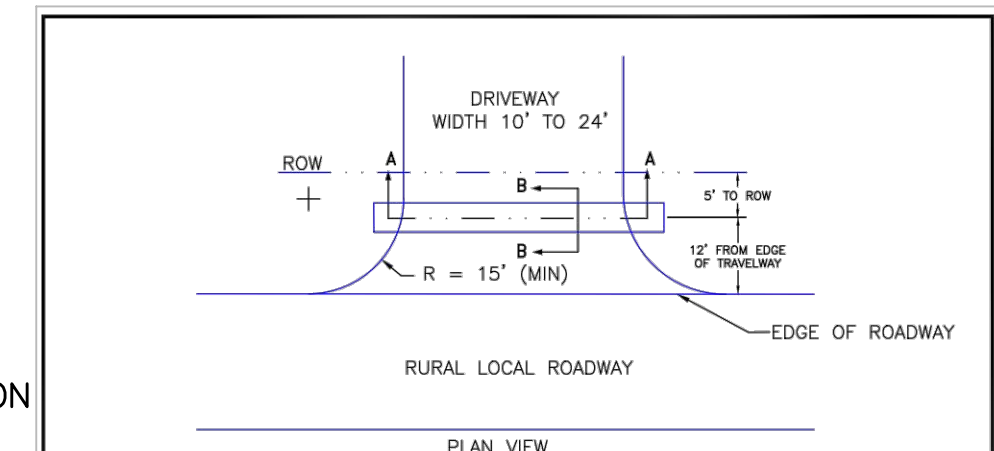 DRIVEWAY
WIDTH 10' TO 24'
ROW
A
A
B
5' TO ROW
B
12' FROM EDGE
OF TRAVELWAY
R = 15' (MIN)
EDGE OF ROADWAY
RURAL LOCAL ROADWAY
ON
PLAN VIEW